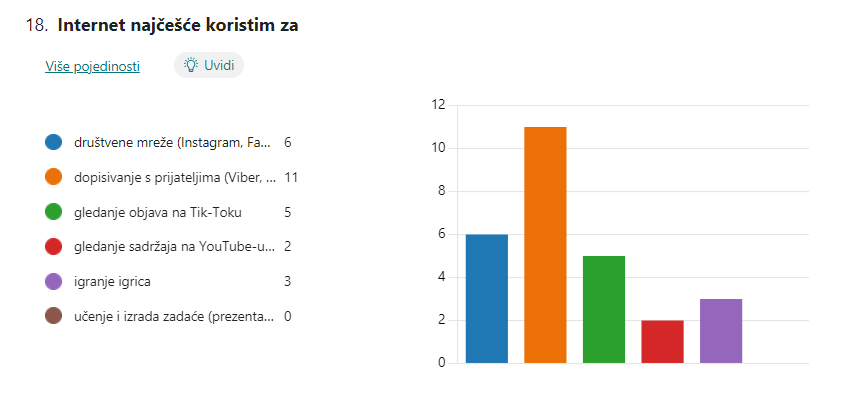 18. Internet najčešće koristim za
Više pojedinosti
Uvidi
društvene mreže (Instagram, Fa... 6
dopisivanje s prijateljima (Viber, ... 11
gledanje objava na Tik-Toku 5
gledanje sadržaja na YouTube-u... 2
igranje igrica 3
učenje i izrada zadaće (prezenta... 0
12
10
8
6
4
2
0